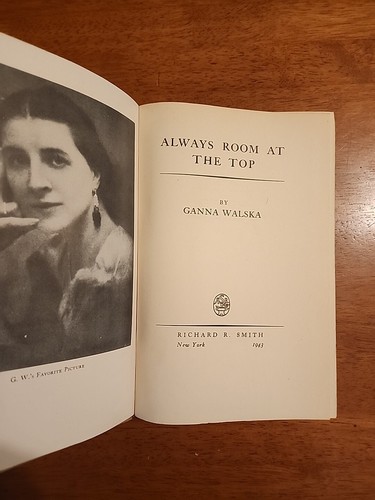 G. W.'s Favorite Picture
ALWAYS ROOM AT
THE TOP
BY
GANNA WALSKA
RICHARD R. SMITH
New York 1943